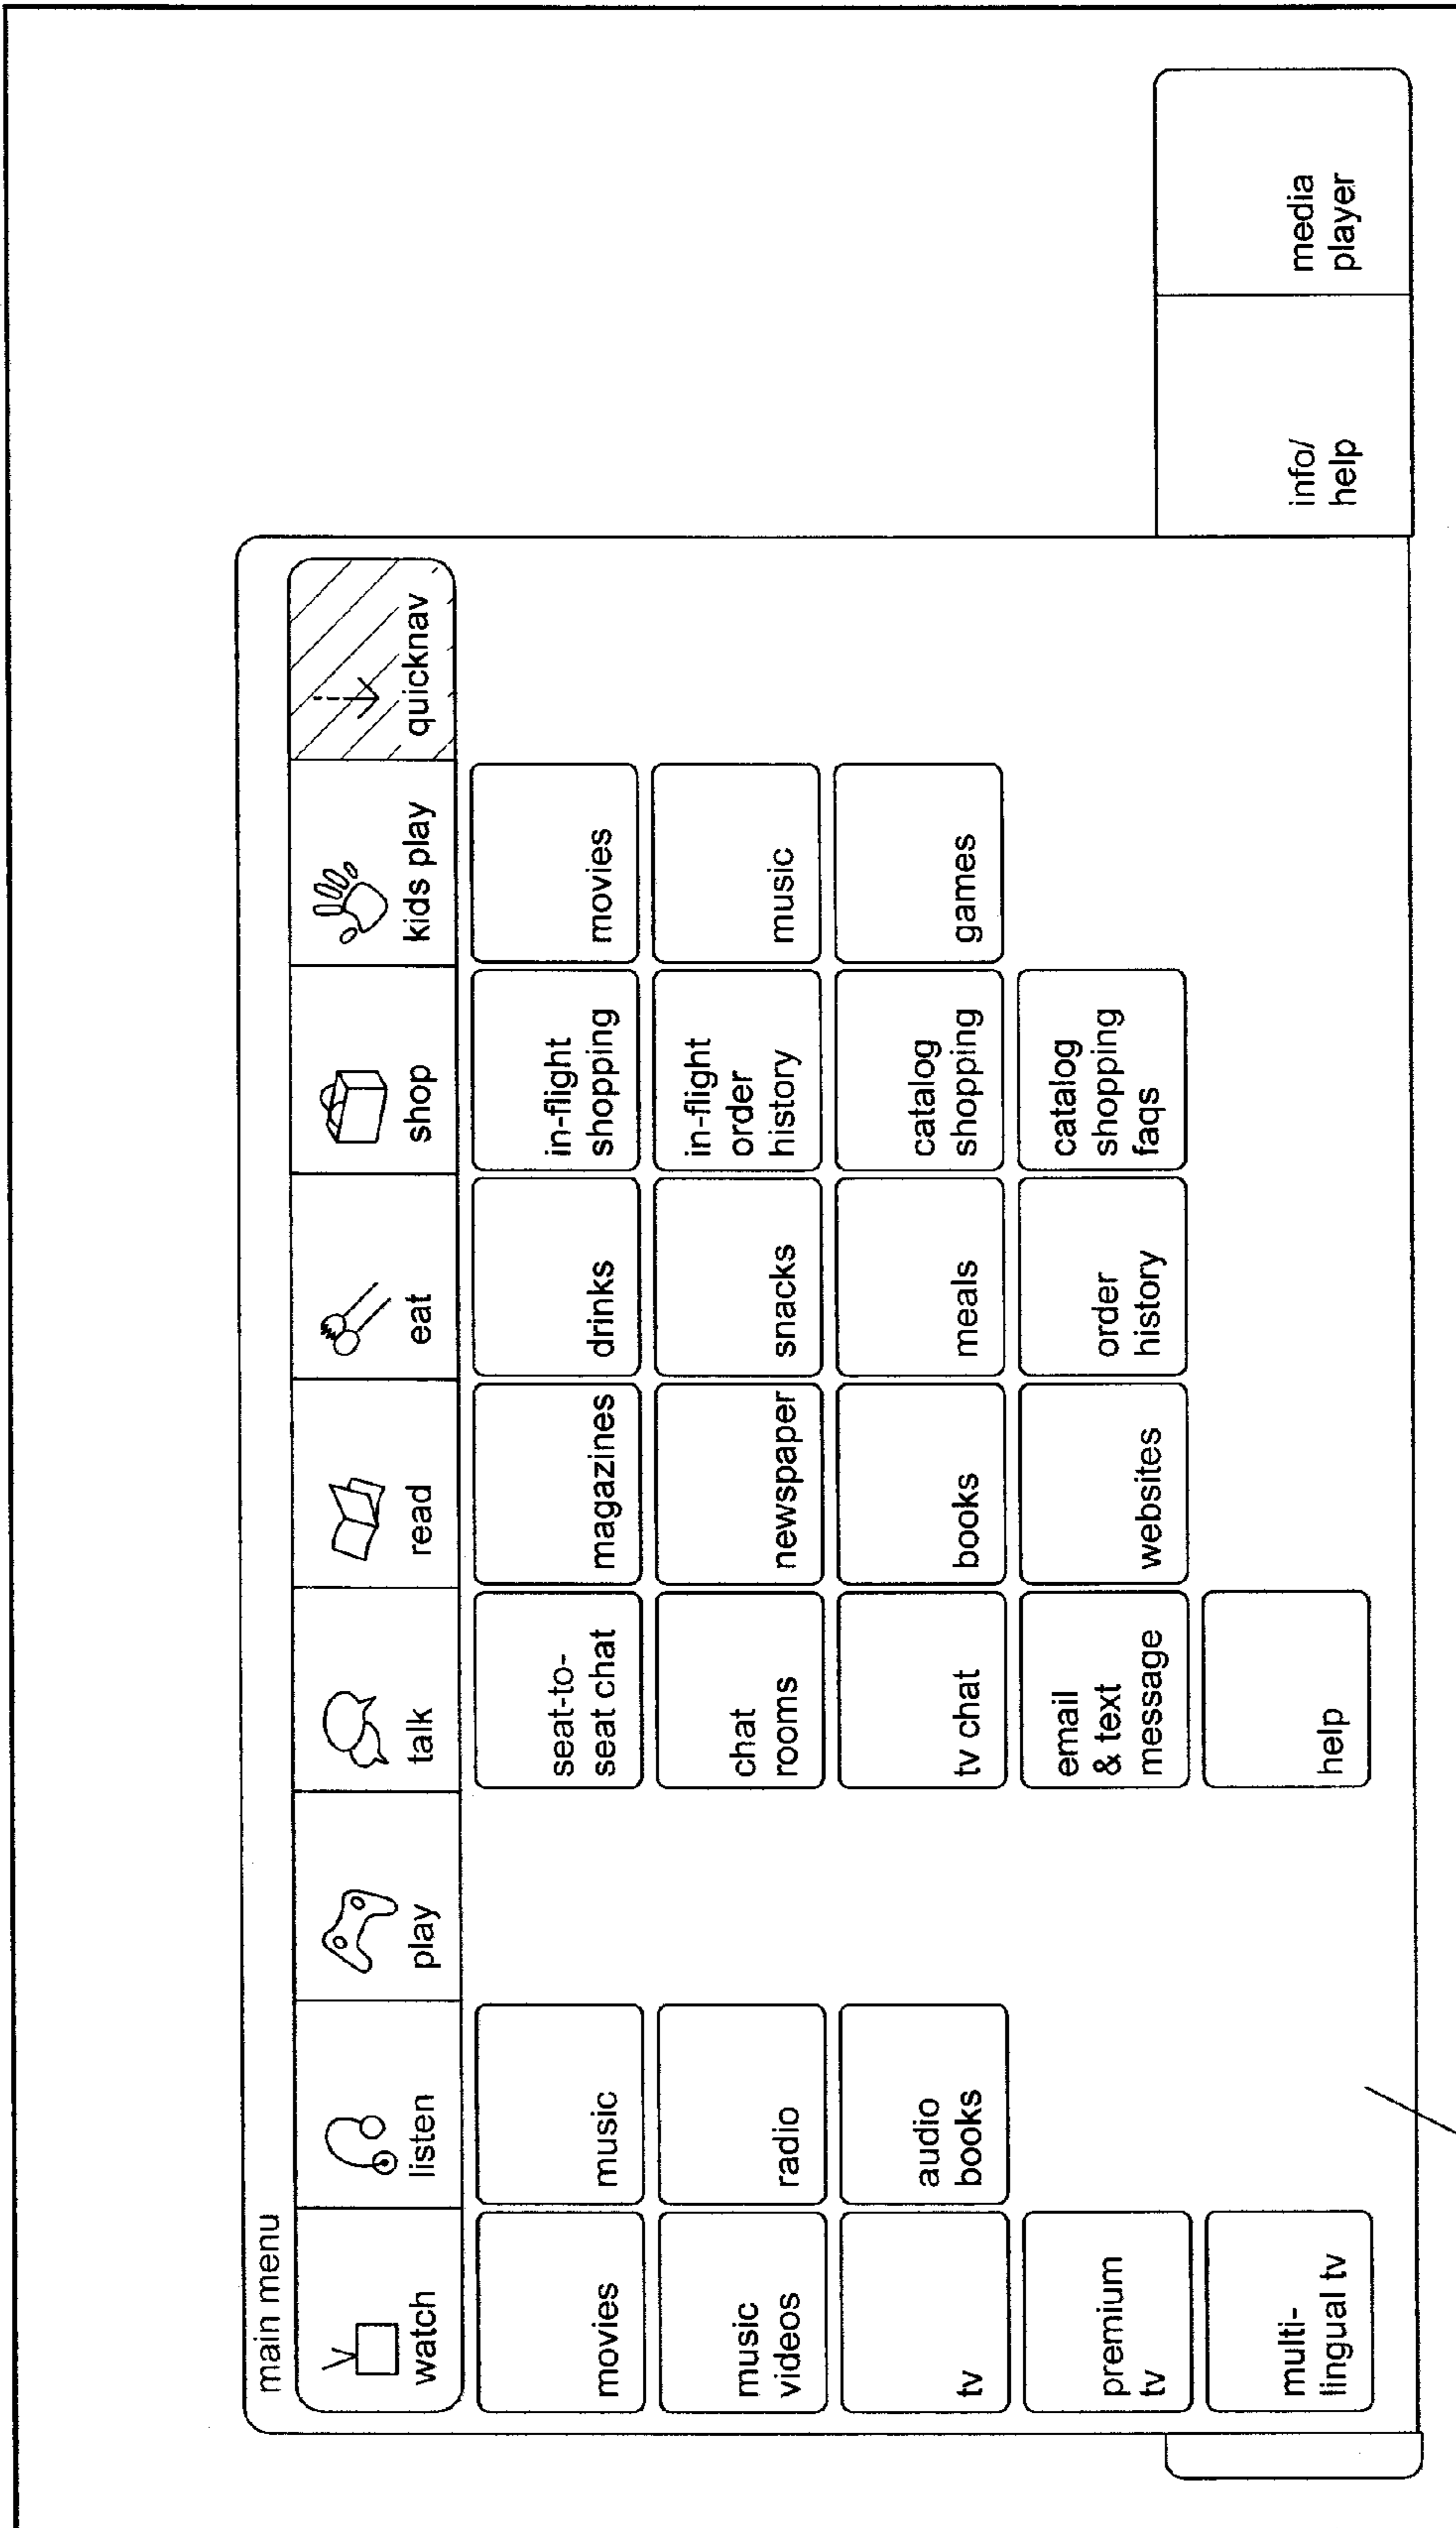 main menu
watch
listen
play
talk
read
eat
shop
kids play
quicknav
movies
music
videos
tv
premium
tv
multi-
lingual tv
music
radio
audio
books
seat-to-
seat chat
chat
rooms
tv chat
email
& text
message
help
magazines
newspaper
books
websites
drinks
snacks
meals
order
history
in-flight
shopping
in-flight
order
history
catalog
shopping
catalog
shopping
faqs
movies
music
games
info/
help
media
player